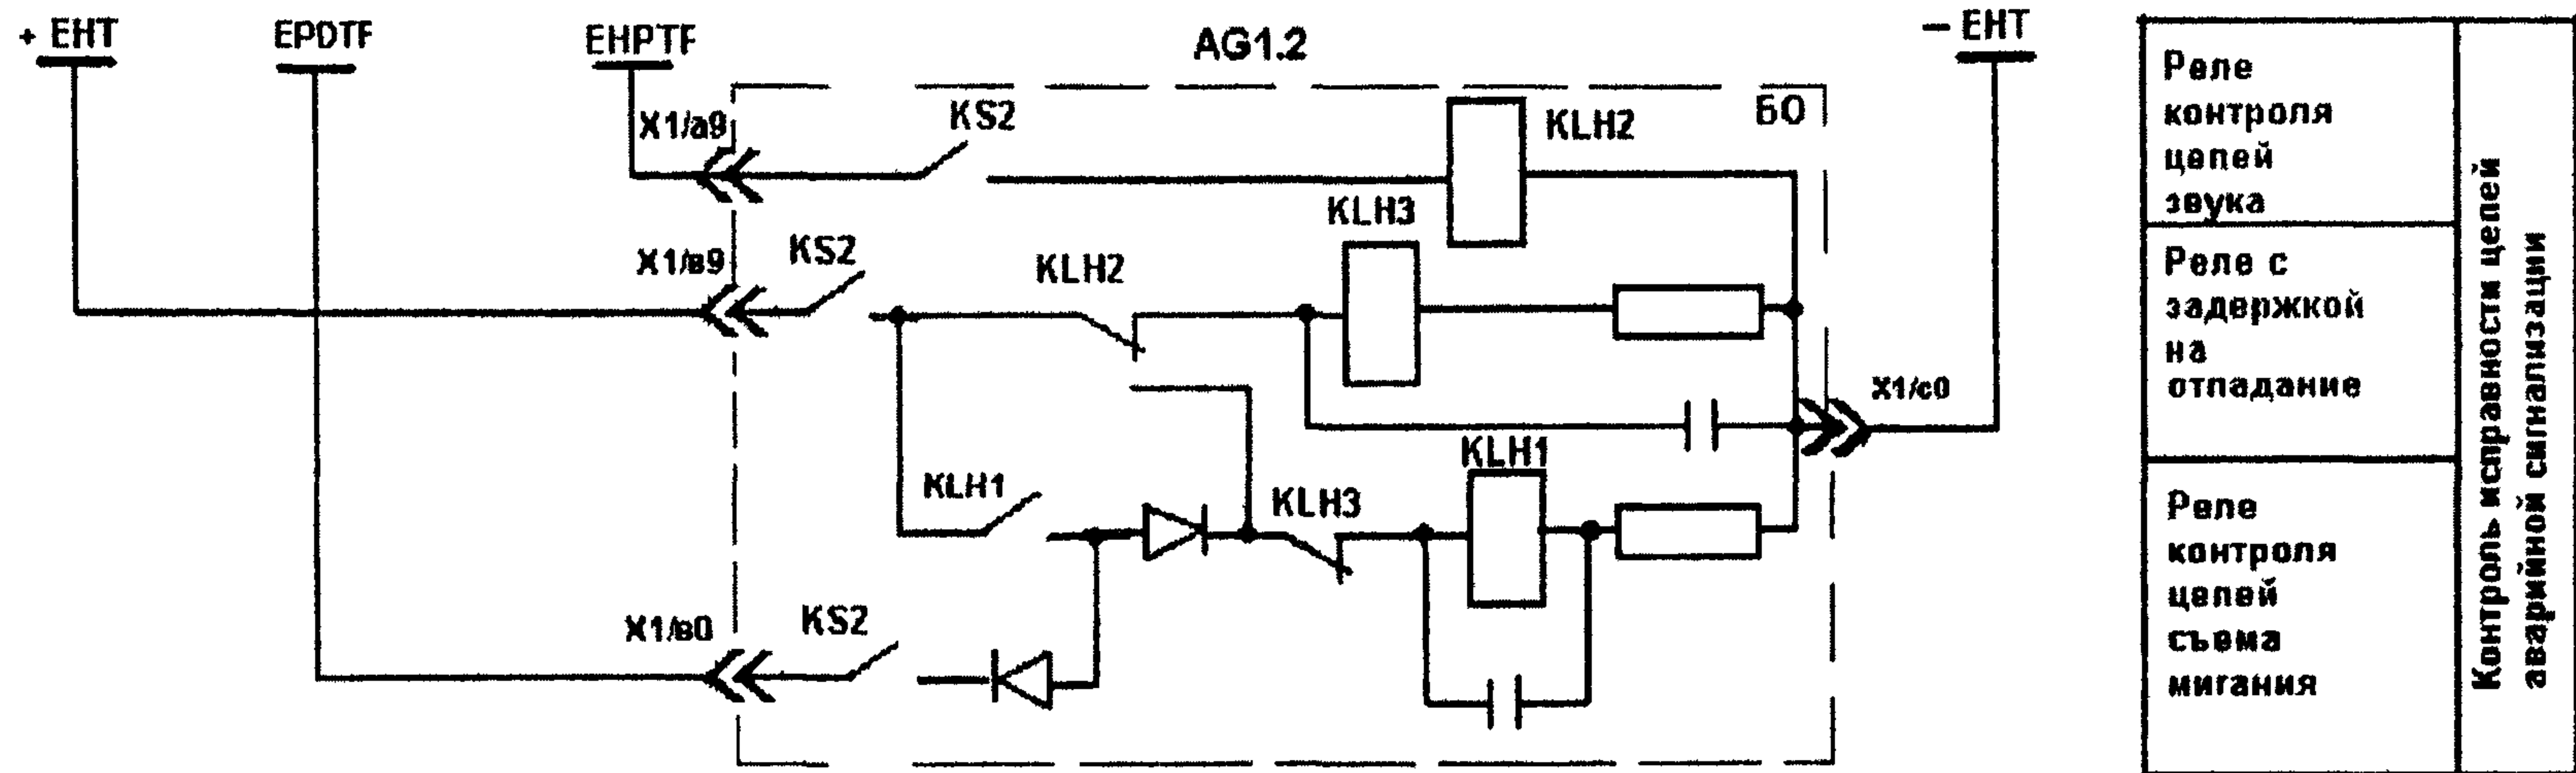 + EHT
EPDTF
EHPTF
AG1.2
– EHT
X1/a9
KS2
KLH2
БО
KLH3
X1/в9
KS2
KLH2
X1/с0
KLH1
KLH1
KLH3
X1/в0
KS2
Реле
контроля
цепей
звука
Реле с
задержкой
на
отпадание
Реле
контроля
цепей
съема
мигания
Контроль исправности цепей
аварийной сигнализации